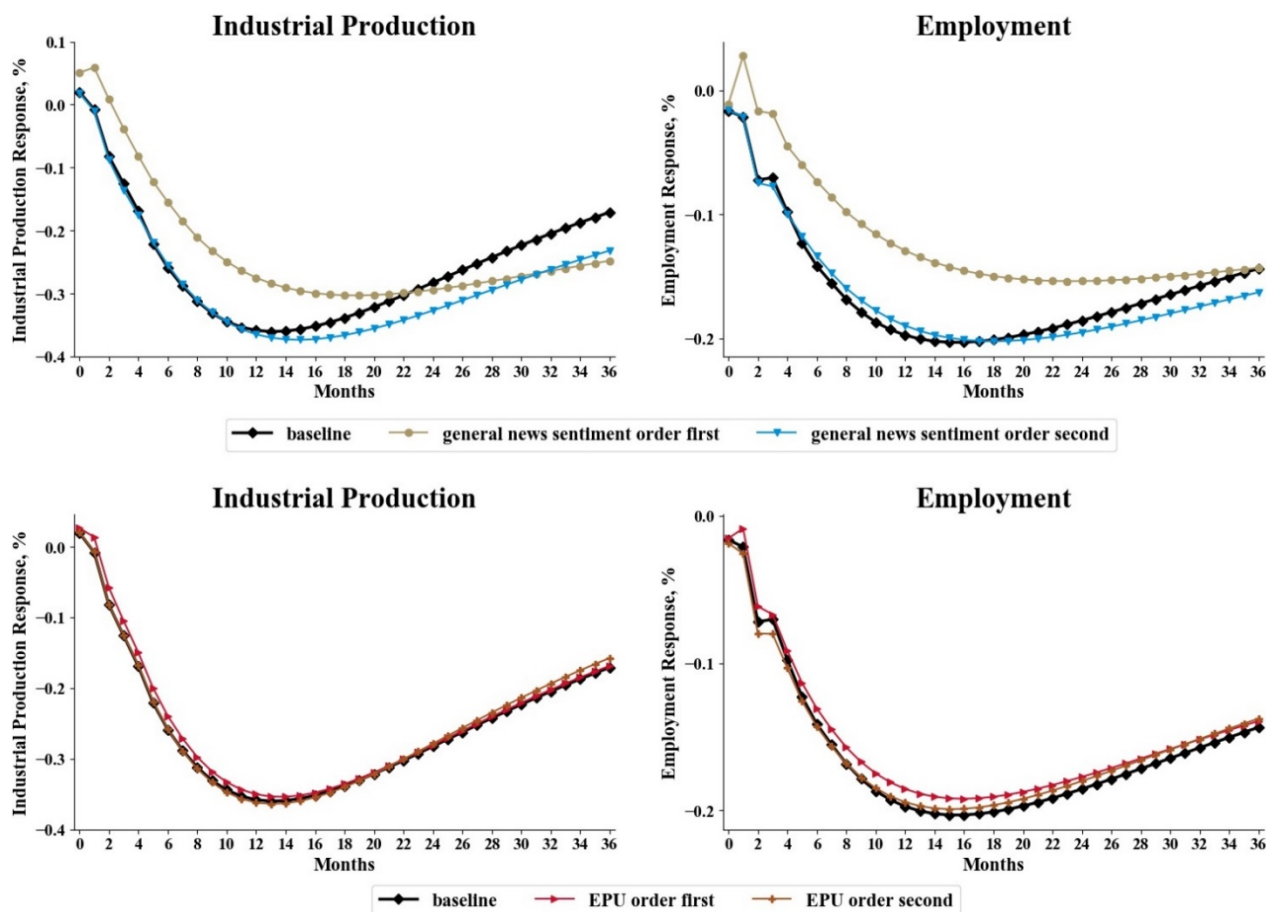 Industrial Production
Employment
Industrial Production Response, %
0.1
0.0
−0.1
−0.2
−0.3
−0.4
0 2 4 6 8 10 12 14 16 18 20 22 24 26 28 30 32 34 36
Months
Employment Response, %
0.0
−0.1
−0.2
0 2 4 6 8 10 12 14 16 18 20 22 24 26 28 30 32 34 36
Months
baseline general news sentiment order first general news sentiment order second
Industrial Production
Employment
Industrial Production Response, %
0.0
−0.1
−0.2
−0.3
−0.4
0 2 4 6 8 10 12 14 16 18 20 22 24 26 28 30 32 34 36
Months
Employment Response, %
0.0
−0.1
−0.2
0 2 4 6 8 10 12 14 16 18 20 22 24 26 28 30 32 34 36
Months
baseline EPU order first EPU order second